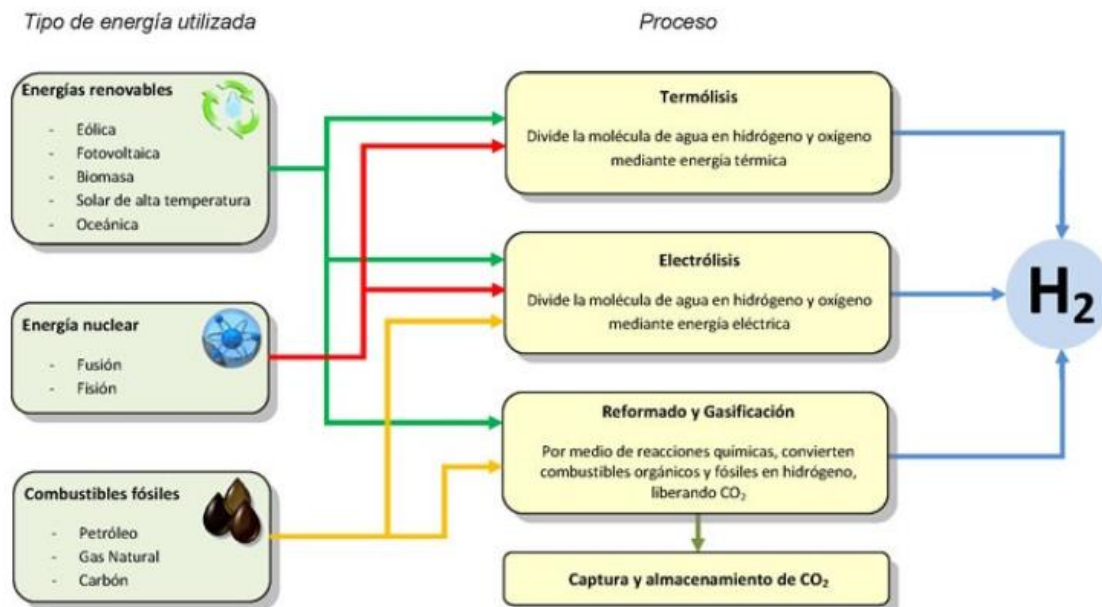 Tipo de energía utilizada
Proceso
Energías renovables
- Eólica
- Fotovoltaica
- Biomasa
- Solar de alta temperatura
- Oceánica
Energía nuclear
- Fusión
- Fisión
Combustibles fósiles
- Petróleo
- Gas Natural
- Carbón
Termólisis
Divide la molécula de agua en hidrógeno y oxígeno
mediante energía térmica
Electrólisis
Divide la molécula de agua en hidrógeno y oxígeno
mediante energía eléctrica
Reformado y Gasificación
Por medio de reacciones químicas, convierten
combustibles orgánicos y fósiles en hidrógeno,
liberando CO₂
Captura y almacenamiento de CO₂
H₂